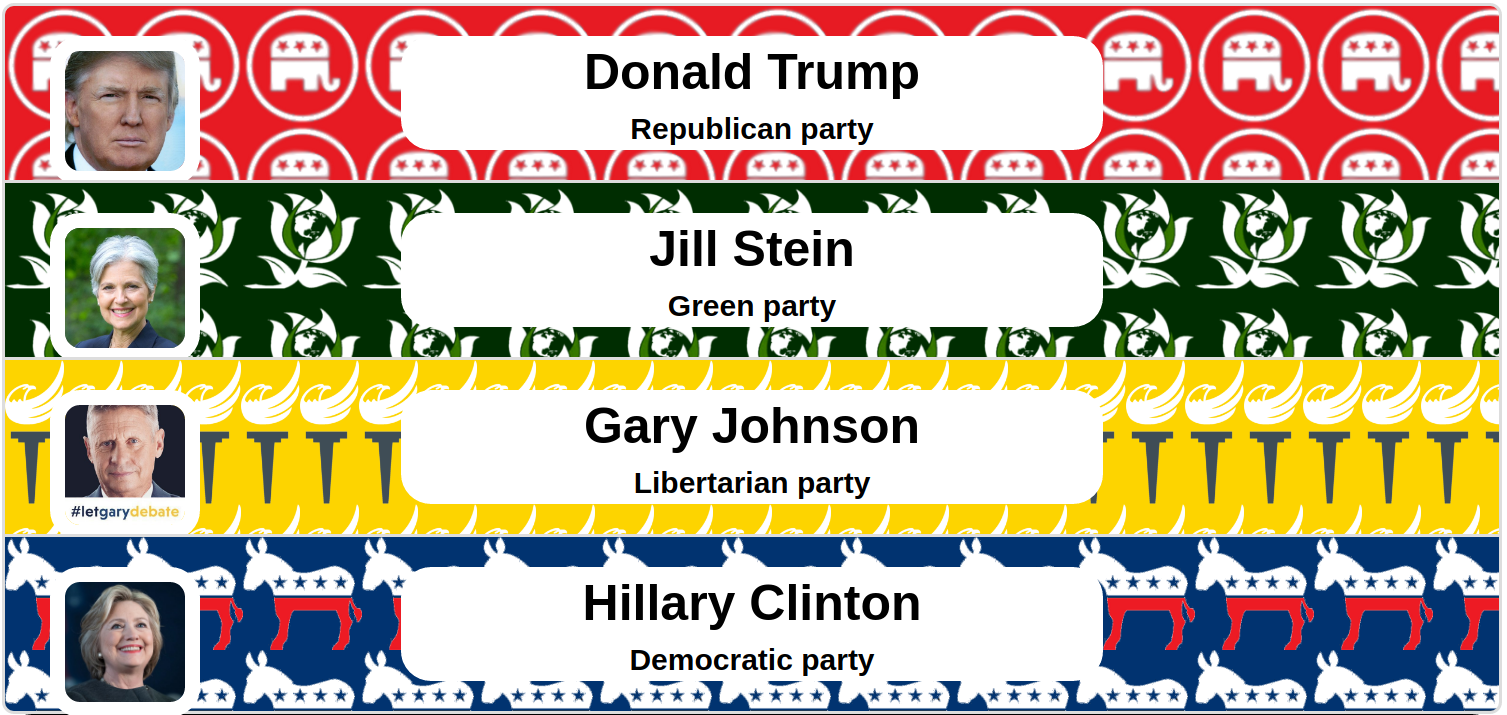 Donald Trump
Republican party
Jill Stein
Green party
Gary Johnson
Libertarian party
#letgarydebate
Hillary Clinton
Democratic party